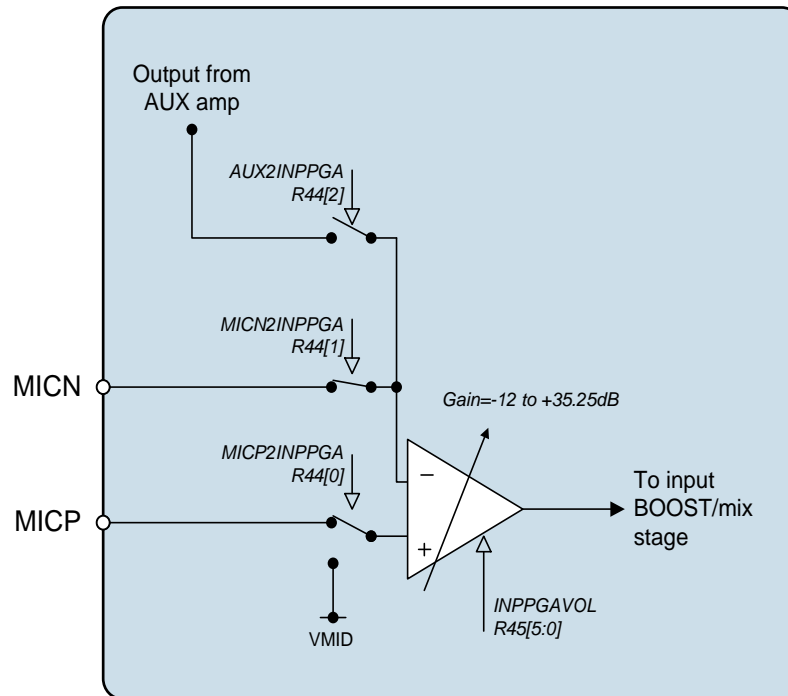 Output from
AUX amp
AUX2INPPGA
R44[2]
MICN2INPPGA
R44[1]
MICN
Gain=-12 to +35.25dB
MICP2INPPGA
R44[0]
MICP
−
+
To input
BOOST/mix
stage
INPPGAVOL
R45[5:0]
VMID